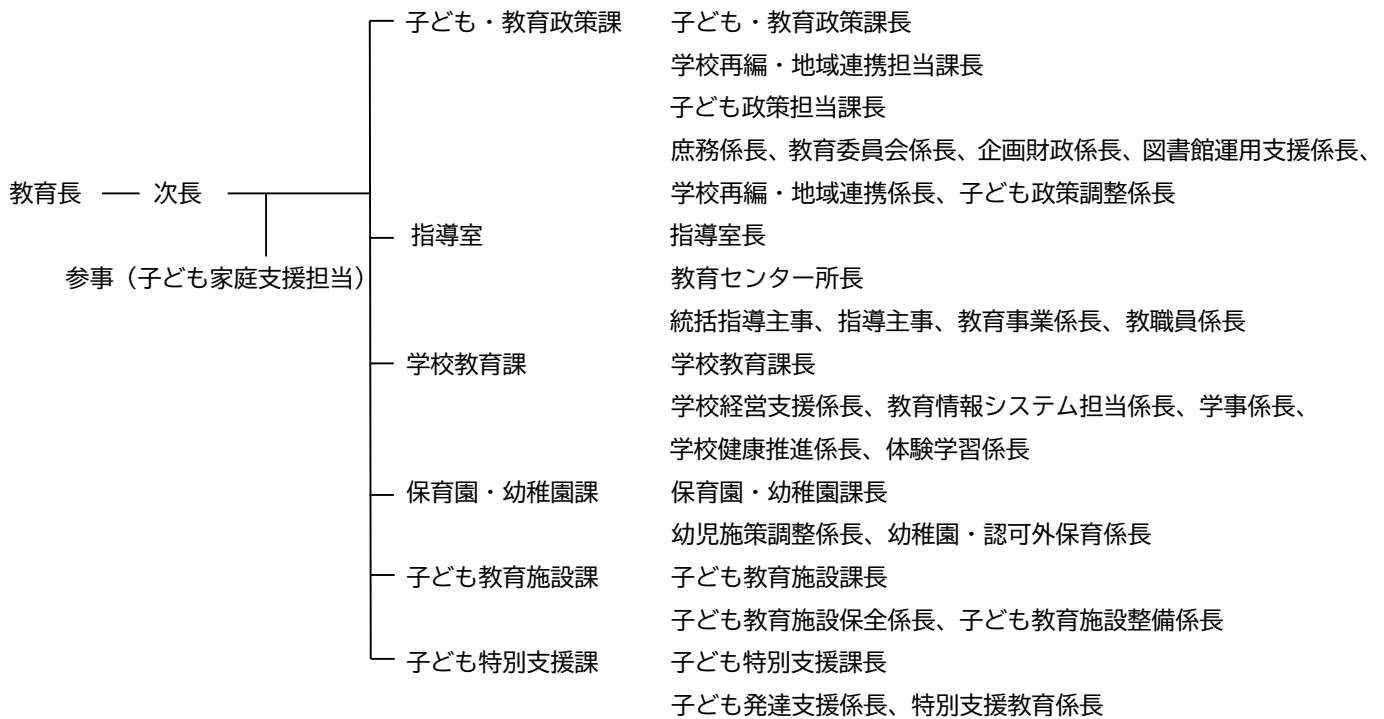 子ども・教育政策課 子ども・教育政策課長
学校再編・地域連携担当課長
子ども政策担当課長
庶務係長、教育委員会係長、企画財政係長、図書館運用支援係長、
教育長 次長 学校再編・地域連携係長、子ども政策調整係長
指導室 指導室長
参事（子ども家庭支援担当） 教育センター所長
統括指導主事、指導主事、教育事業係長、教職員係長
学校教育課 学校教育課長
学校経営支援係長、教育情報システム担当係長、学事係長、
学校健康推進係長、体験学習係長
保育園・幼稚園課 保育園・幼稚園課長
幼児施策調整係長、幼稚園・認可外保育係長
子ども教育施設課 子ども教育施設課長
子ども教育施設保全係長、子ども教育施設整備係長
子ども特別支援課 子ども特別支援課長
子ども発達支援係長、特別支援教育係長